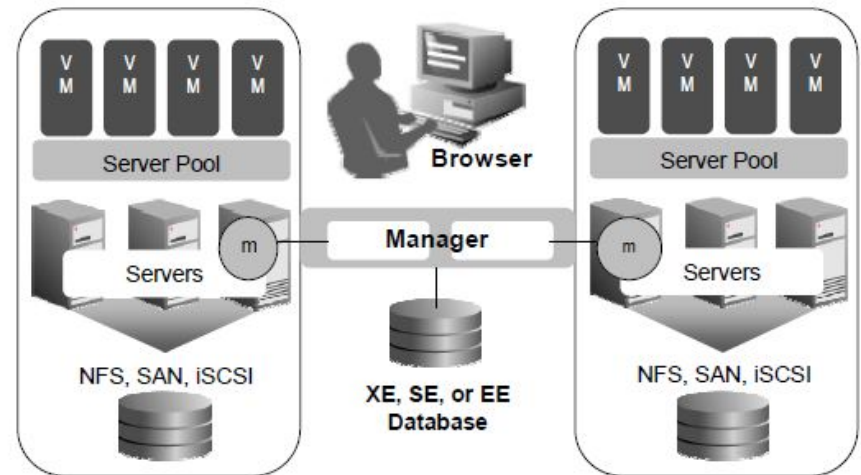 V M
V M
V M
V M
Server Pool
m
Servers
NFS, SAN, iSCSI
Browser
Manager
XE, SE, or EE
Database
V M
V M
V M
V M
Server Pool
m
Servers
NFS, SAN, iSCSI